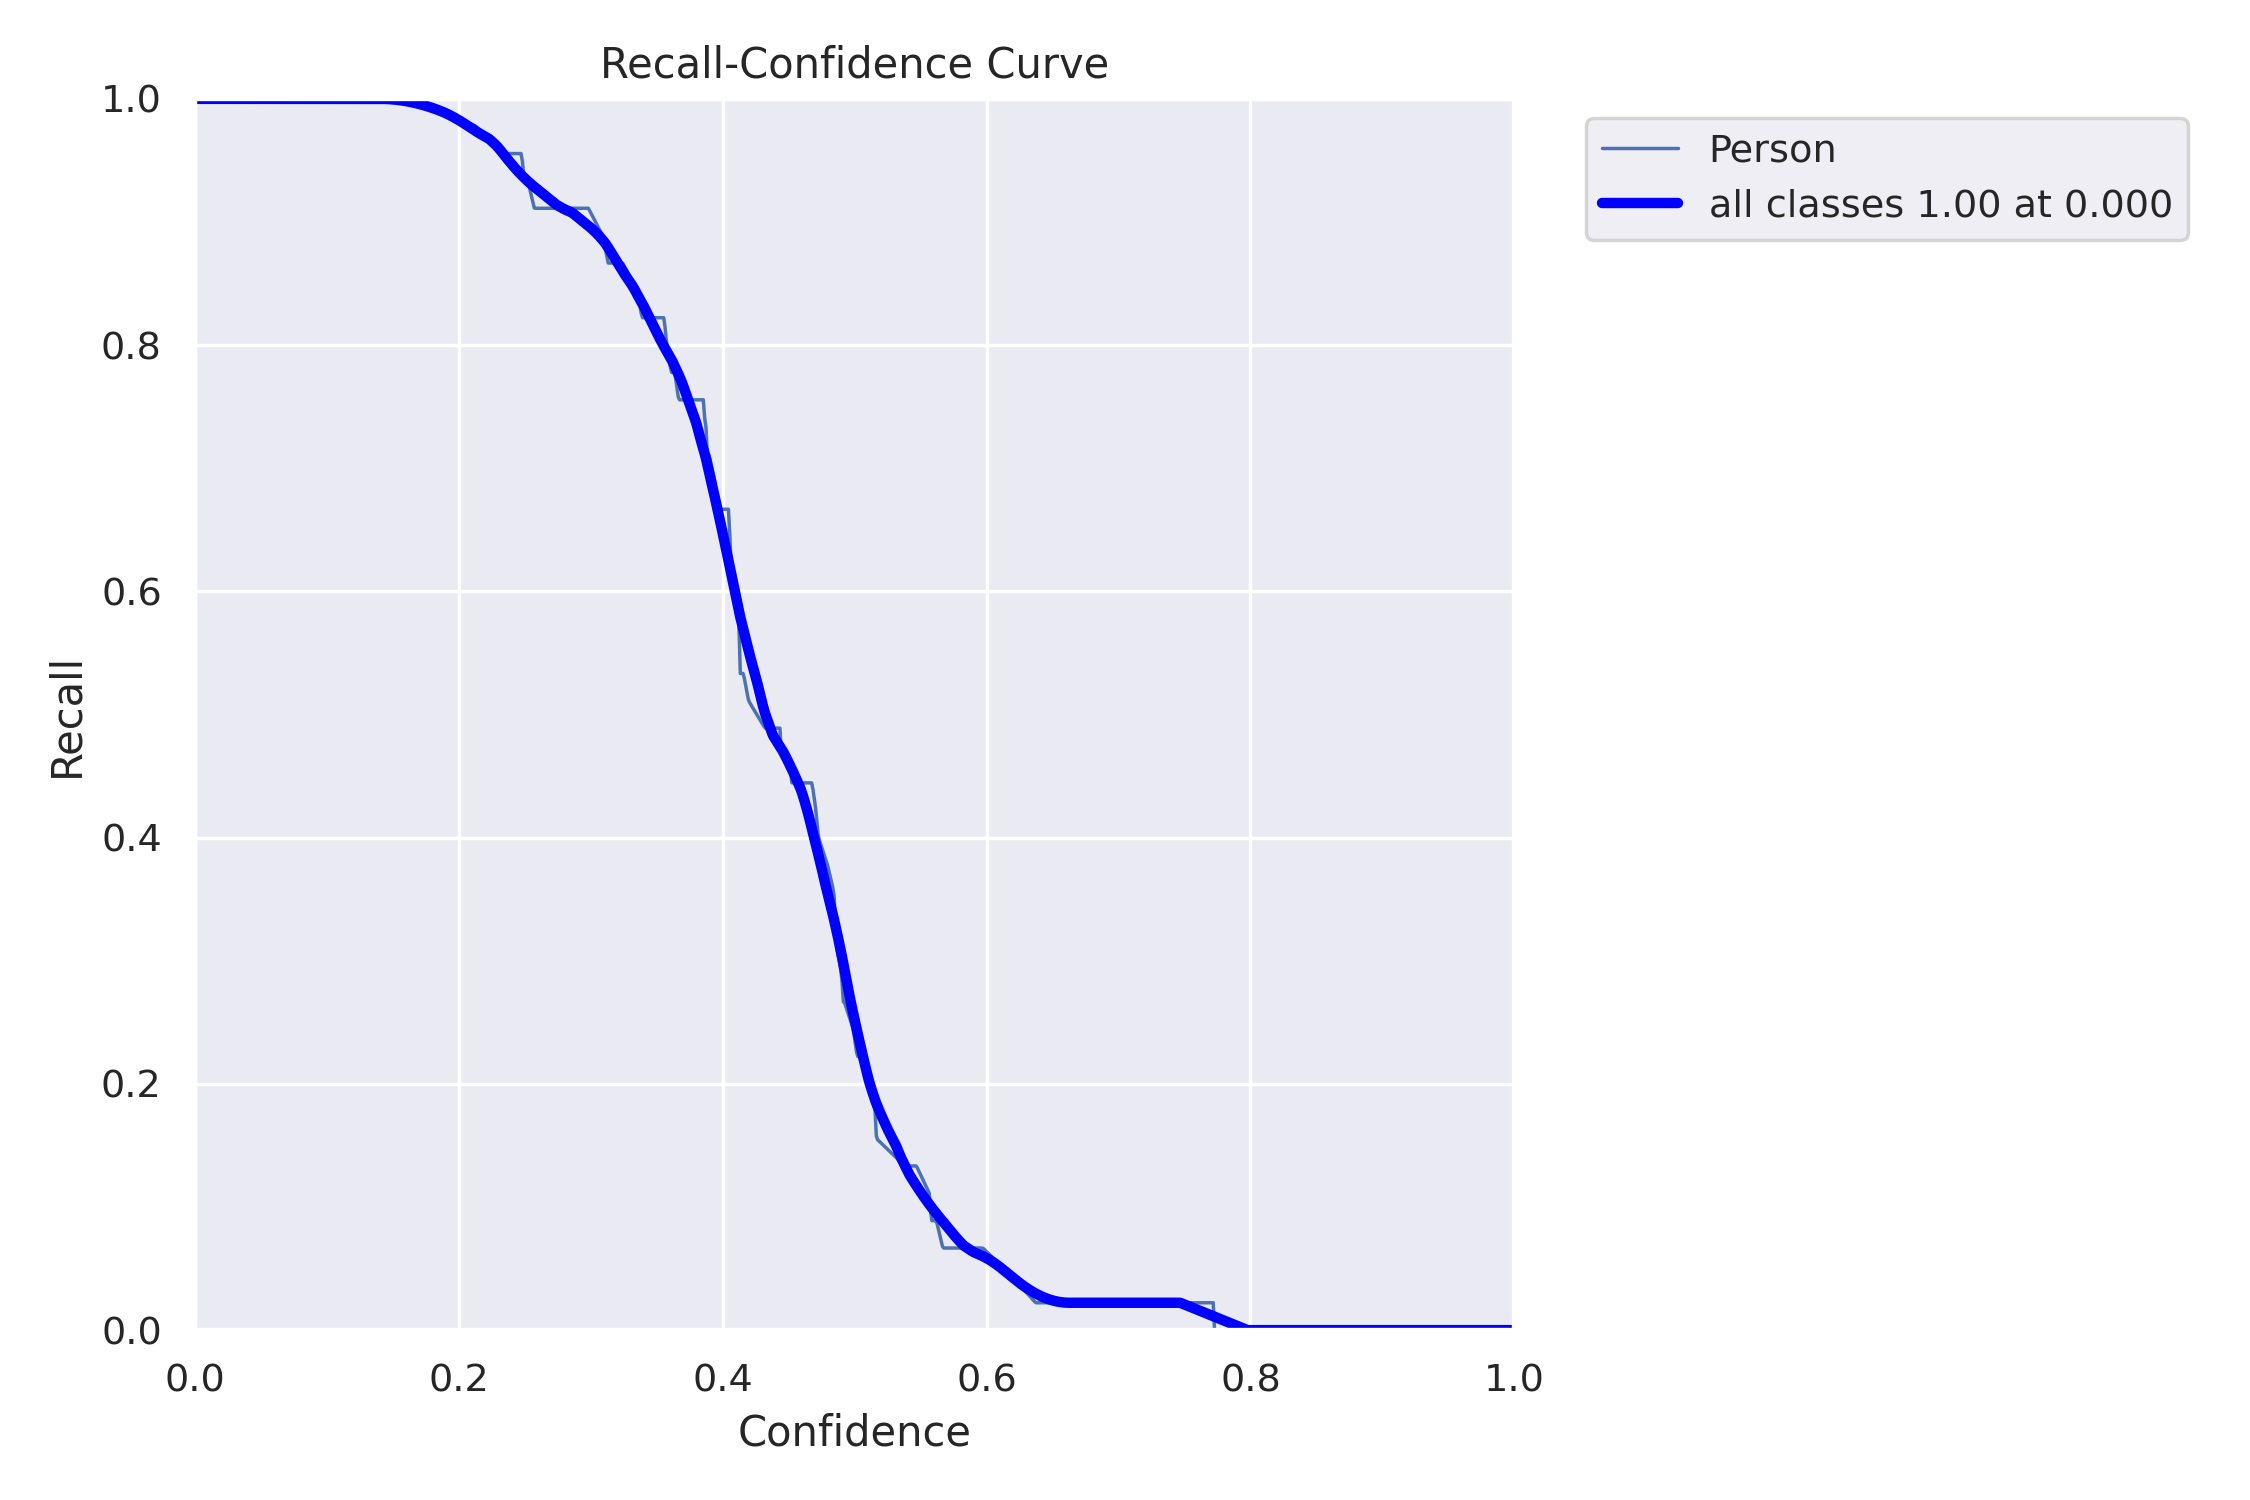 Recall-Confidence Curve
1.0
0.8
0.6
0.4
0.2
0.0
Recall
0.0 0.2 0.4 0.6 0.8 1.0
Confidence
Person
all classes 1.00 at 0.000